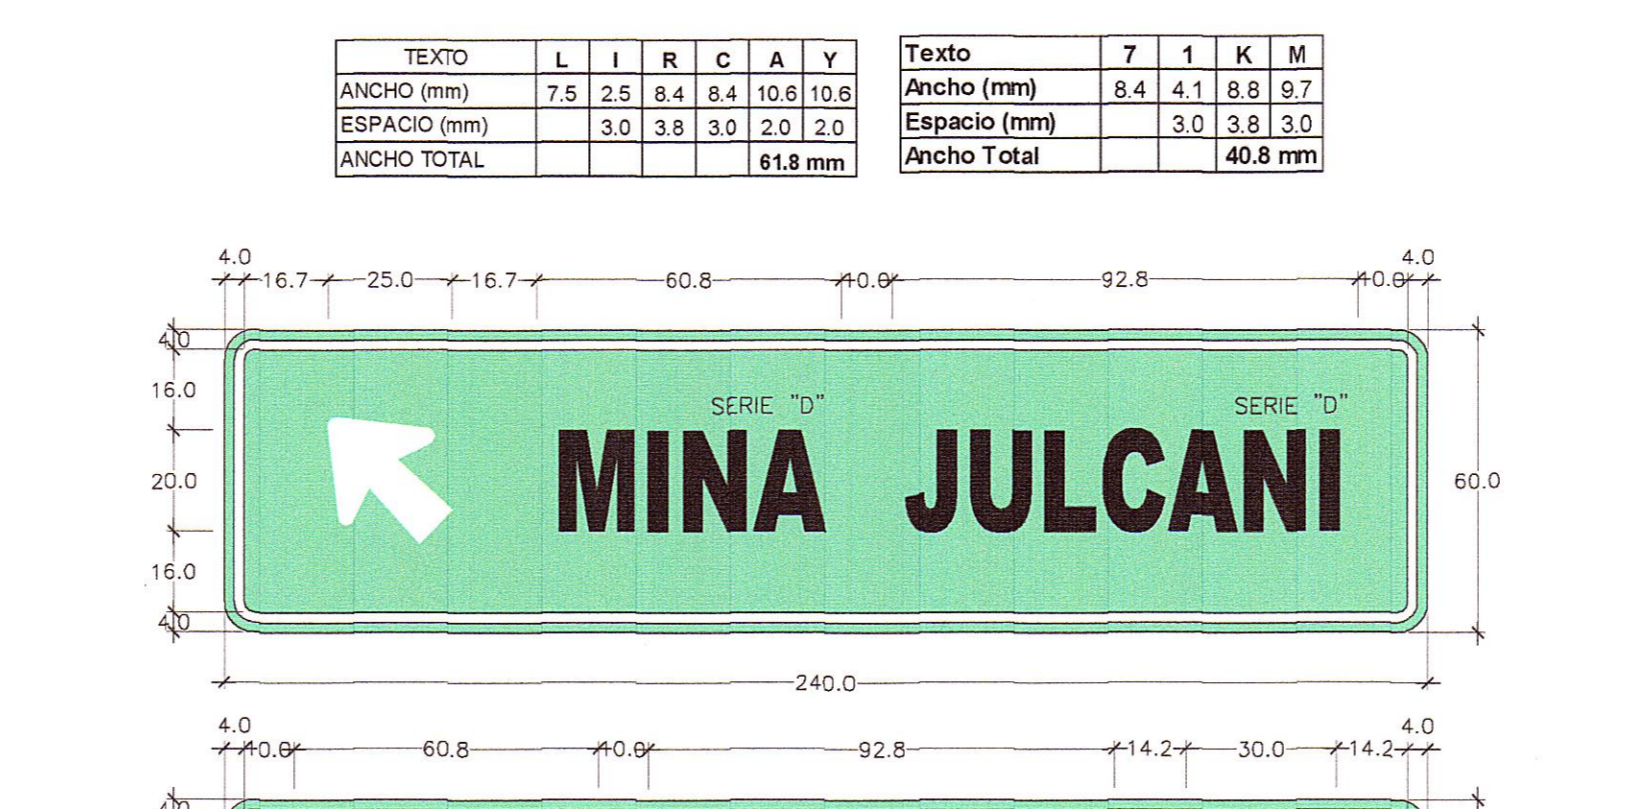 TEXTO L I R C A Y
ANCHO (mm) 7.5 2.5 8.4 8.4 10.6 10.6
ESPACIO (mm) 3.0 3.8 3.0 2.0 2.0
ANCHO TOTAL 61.8 mm
Texto 7 1 K M
Ancho (mm) 8.4 4.1 8.8 9.7
Espacio (mm) 3.0 3.8 3.0
Ancho Total 40.8 mm
4.0 4.0
16.7 25.0 16.7 60.8 10.0 92.8 10.0
4.0
16.0
SERIE "D" SERIE "D"
MINA JULCANI
20.0 60.0
16.0
4.0
240.0
4.0 4.0
10.0 60.8 10.0 92.8 14.2 30.0 14.2
4.0